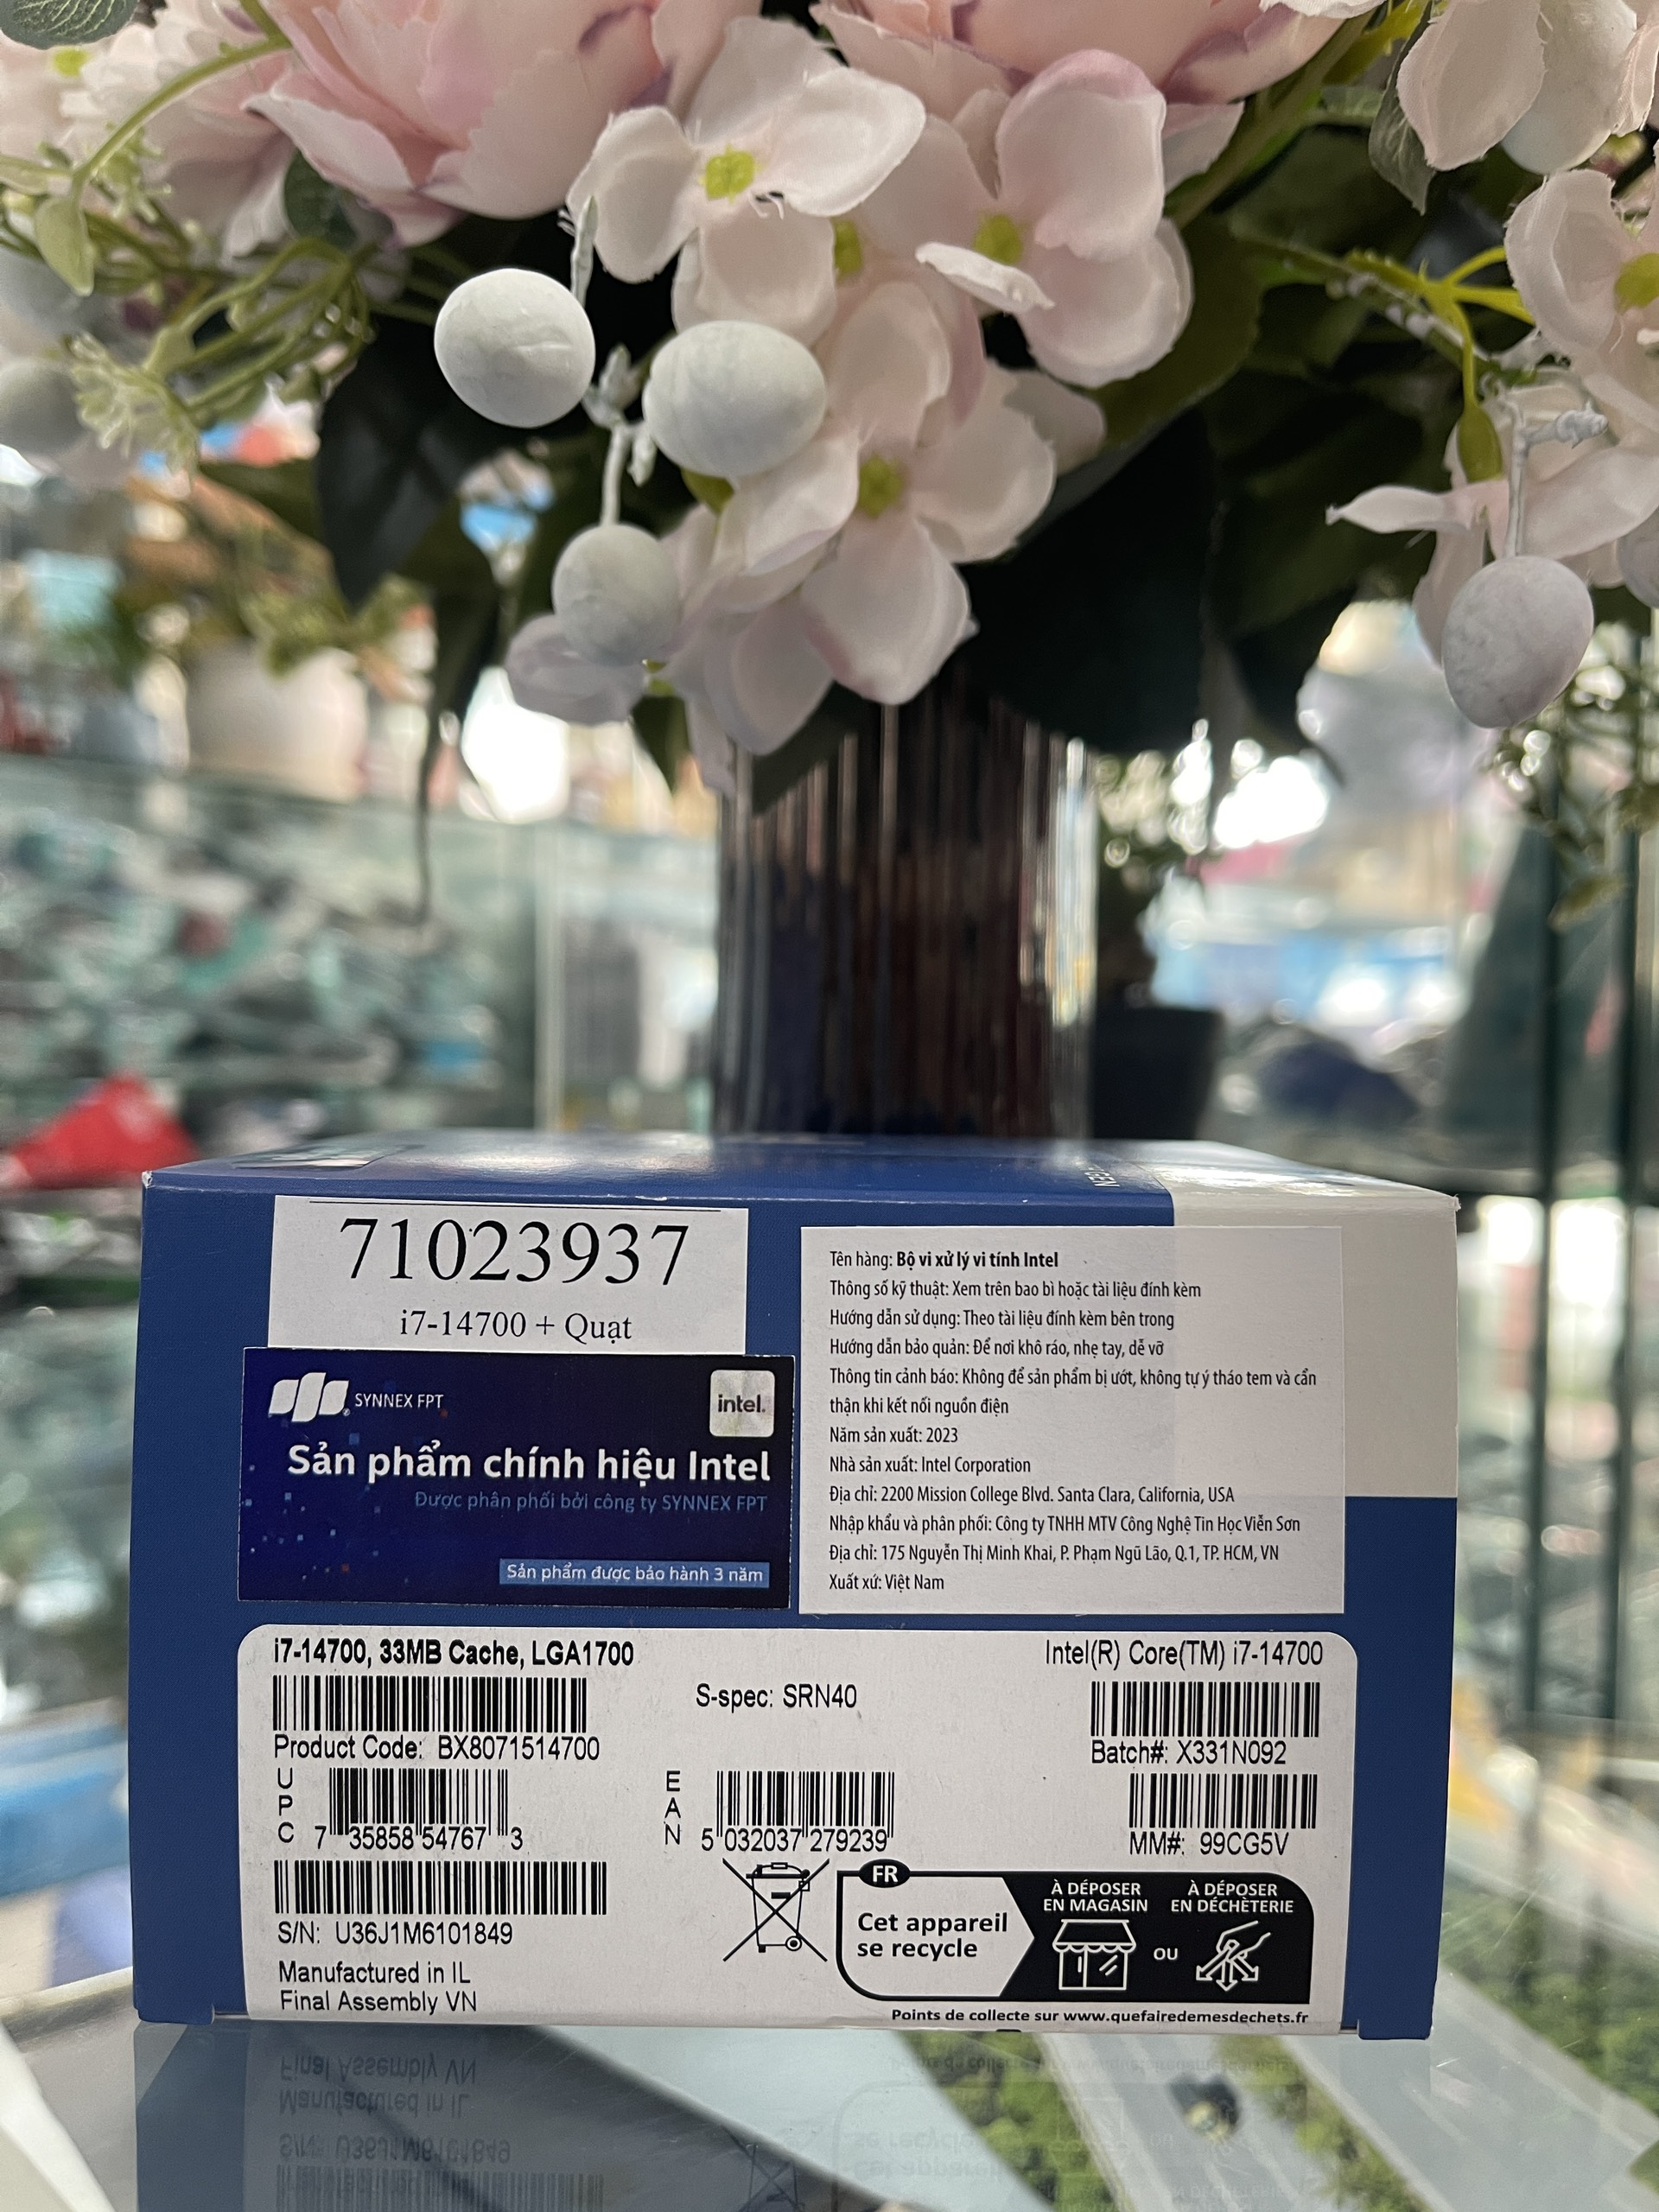 71023937
i7-14700 + Quạt
SYNNEX FPT
intel.
Sản phẩm chính hiệu Intel
Được phân phối bởi công ty SYNNEX FPT
Sản phẩm được bảo hành 3 năm
Tên hàng: Bộ vi xử lý vi tính Intel
Thông số kỹ thuật: Xem trên bao bì hoặc tài liệu đính kèm
Hướng dẫn sử dụng: Theo tài liệu đính kèm bên trong
Hướng dẫn bảo quản: Để nơi khô ráo, nhẹ tay, dễ vỡ
Thông tin cảnh báo: Không để sản phẩm bị ướt, không tự ý tháo tem và cẩn
thận khi kết nối nguồn điện
Năm sản xuất: 2023
Nhà sản xuất: Intel Corporation
Địa chỉ: 2200 Mission College Blvd. Santa Clara, California, USA
Nhập khẩu và phân phối: Công ty TNHH MTV Công Nghệ Tin Học Viễn Sơn
Địa chỉ: 175 Nguyễn Thị Minh Khai, P. Phạm Ngũ Lão, Q.1, TP. HCM, VN
Xuất xứ: Việt Nam
i7-14700, 33MB Cache, LGA1700
Intel(R) Core(TM) i7-14700
S-spec: SRN40
Product Code: BX8071514700
Batch#: X331N092
UPC
7 35858 54767 3
EAN
5 032037 279239
MM#: 99CG5V
S/N: U36J1M6101849
Manufactured in IL
Final Assembly VN
FR
Cet appareil
se recycle
À DÉPOSER
EN MAGASIN
OU
À DÉPOSER
EN DÉCHÈTERIE
Points de collecte sur www.quefairedemesdechets.fr